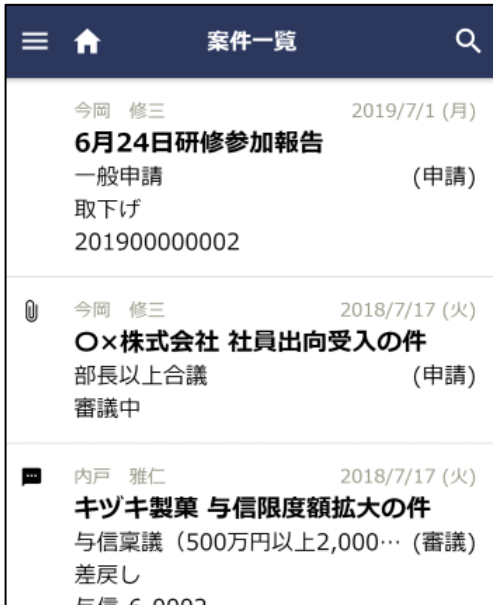 案件一覧
今岡　修三 2019/7/1 (月)
6月24日研修参加報告
一般申請 (申請)
取下げ
201900000002
今岡　修三 2018/7/17 (火)
〇×株式会社 社員出向受入の件
部長以上合議 (申請)
審議中
内戸　雅仁 2018/7/17 (火)
キヅキ製菓 与信限度額拡大の件
与信稟議（500万円以上2,000… (審議)
差戻し